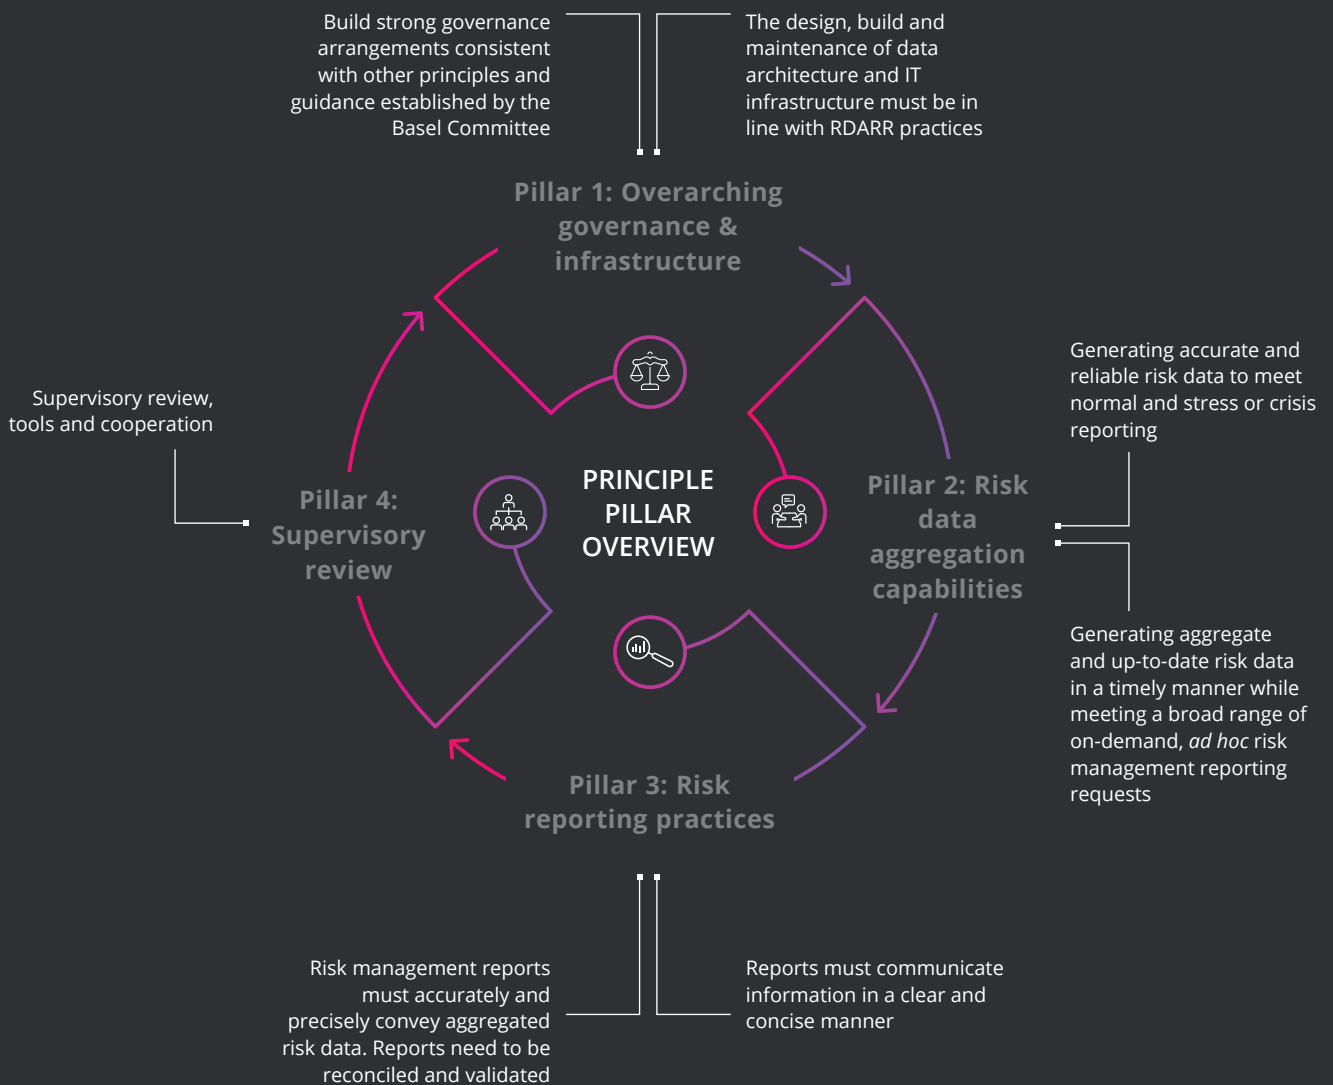 Build strong governance
arrangements consistent
with other principles and
guidance established by the
Basel Committee
The design, build and
maintenance of data
architecture and IT
infrastructure must be in
line with RDARR practices
Pillar 1: Overarching
governance &
infrastructure
Generating accurate and
reliable risk data to meet
normal and stress or crisis
reporting
Supervisory review,
tools and cooperation
PRINCIPLE
PILLAR
OVERVIEW
Pillar 2: Risk
data
aggregation
capabilities
Pillar 4:
Supervisory
review
Generating aggregate
and up-to-date risk data
in a timely manner while
meeting a broad range of
on-demand, ad hoc risk
management reporting
requests
Pillar 3: Risk
reporting practices
Risk management reports
must accurately and
precisely convey aggregated
risk data. Reports need to be
reconciled and validated
Reports must communicate
information in a clear and
concise manner